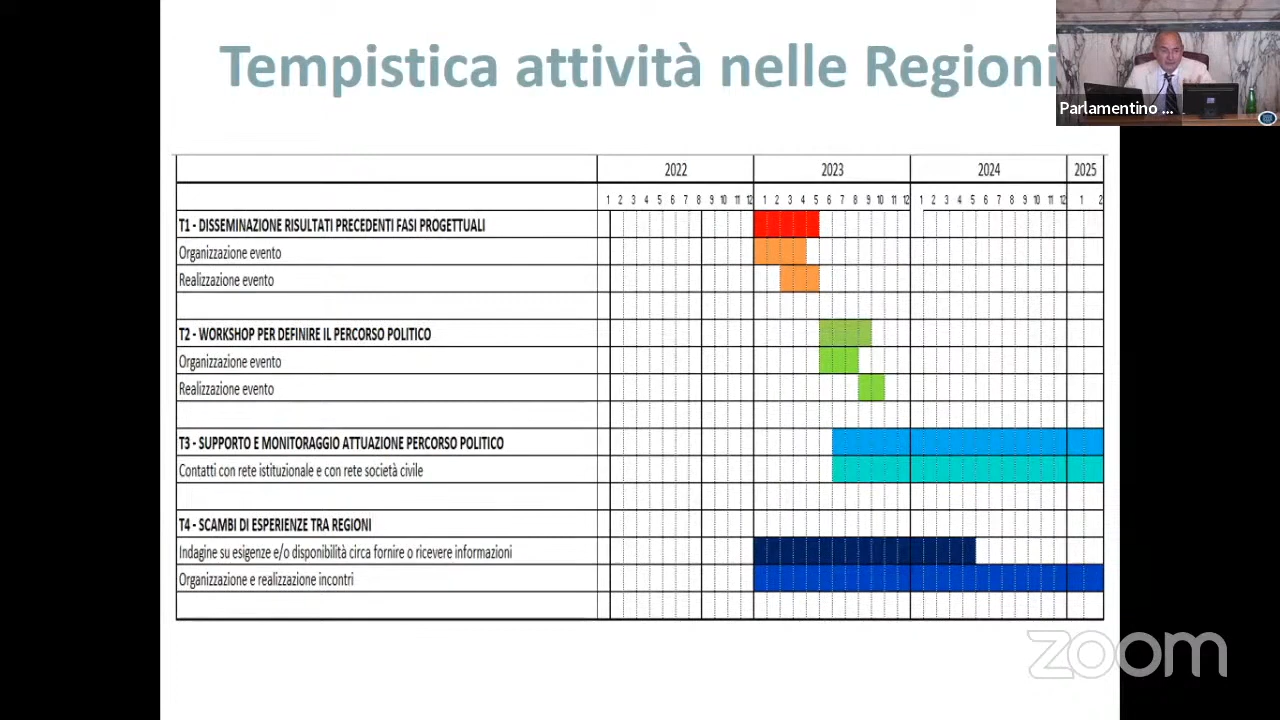 Tempistica attività nelle Regioni
Parlamentino ...
2022 2023 2024 2025
1 2 3 4 5 6 7 8 9 10 11 12 1 2 3 4 5 6 7 8 9 10 11 12 1 2 3 4 5 6 7 8 9 10 11 12 1 2
T1 - DISSEMINAZIONE RISULTATI PRECEDENTI FASI PROGETTUALI
Organizzazione evento
Realizzazione evento
T2 - WORKSHOP PER DEFINIRE IL PERCORSO POLITICO
Organizzazione evento
Realizzazione evento
T3 - SUPPORTO E MONITORAGGIO ATTUAZIONE PERCORSO POLITICO
Contatti con rete istituzionale e con rete società civile
T4 - SCAMBI DI ESPERIENZE TRA REGIONI
Indagine su esigenze e/o disponibilità circa fornire o ricevere informazioni
Organizzazione e realizzazione incontri
zoom